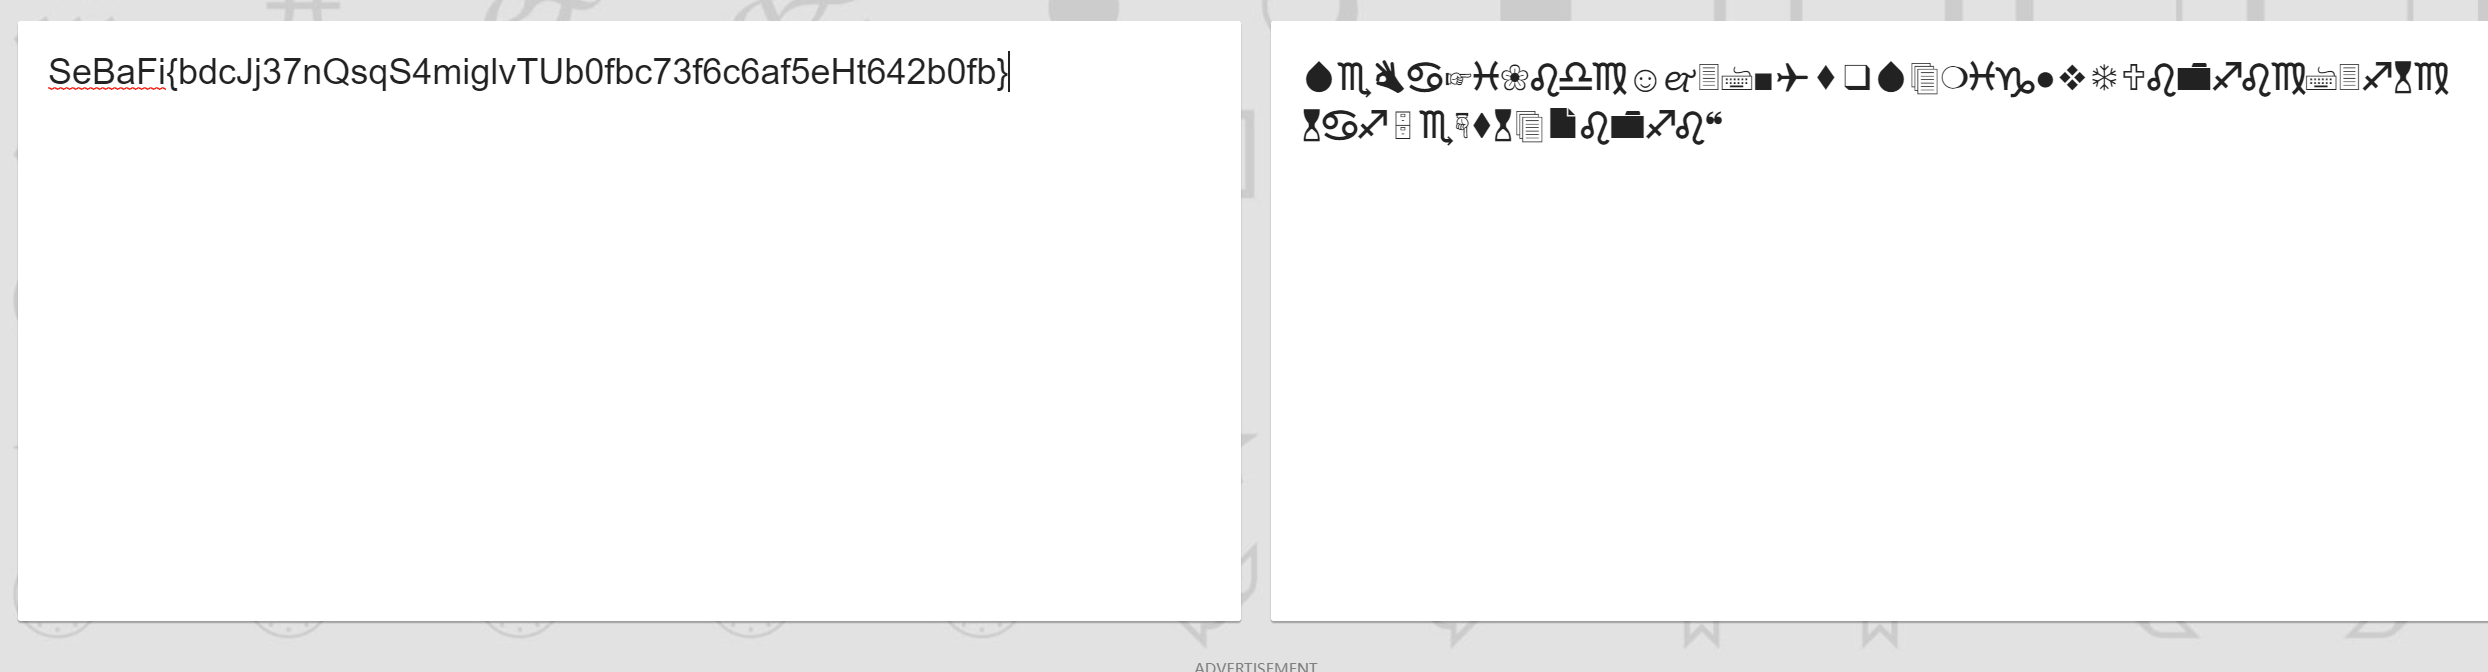 SeBaFi{bdcJj37nQsqS4miglvTUb0fbc73f6c6af5eHt642b0fb}
💧︎♏︎👌︎♋︎☞︎♓︎❀︎♌︎♎︎♍︎☺︎🙰📄︎⌨︎■︎✈︎⬧︎❑︎💧︎🗐︎❍︎♓︎♑︎●︎❖︎❄︎🕆︎♌︎📁︎♐︎♌︎♍︎⌨︎📄︎♐︎⌛︎♍︎
⌛︎♋︎♐︎🗄︎♏︎☟︎⧫︎⌛︎🗐︎🖿︎♌︎📁︎♐︎♌︎❝︎
ADVERTISEMENT